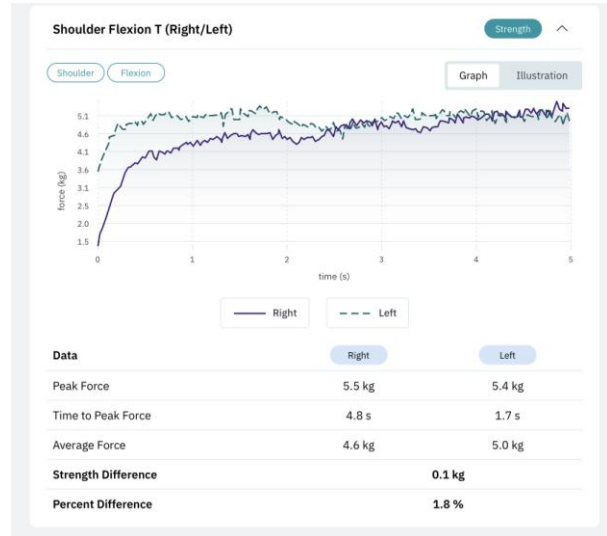 Shoulder Flexion T (Right/Left)
Strength
Shoulder Flexion
Graph Illustration
5.1
4.6
4.1
3.6
3.1
2.5
2.0
1.5
force (kg)
0 1 2 3 4 5
time (s)
Right Left
Data Right Left
Peak Force 5.5 kg 5.4 kg
Time to Peak Force 4.8 s 1.7 s
Average Force 4.6 kg 5.0 kg
Strength Difference 0.1 kg
Percent Difference 1.8 %